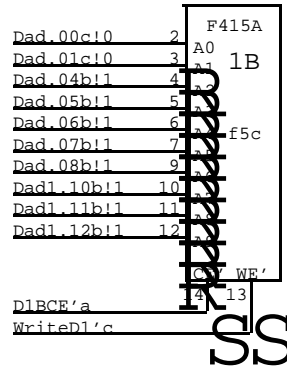 F415A
Dad.00c!0 2 A0
Dad.01c!0 3 A1 1B
Dad.04b!1 4
Dad.05b!1 5
Dad.06b!1 6 f5c
Dad.07b!1 7
Dad.08b!1 9
Dad1.10b!1 10
Dad1.11b!1 11
Dad1.12b!1 12
WE'
14 13
D1BCE'a
WriteD1'c
SS